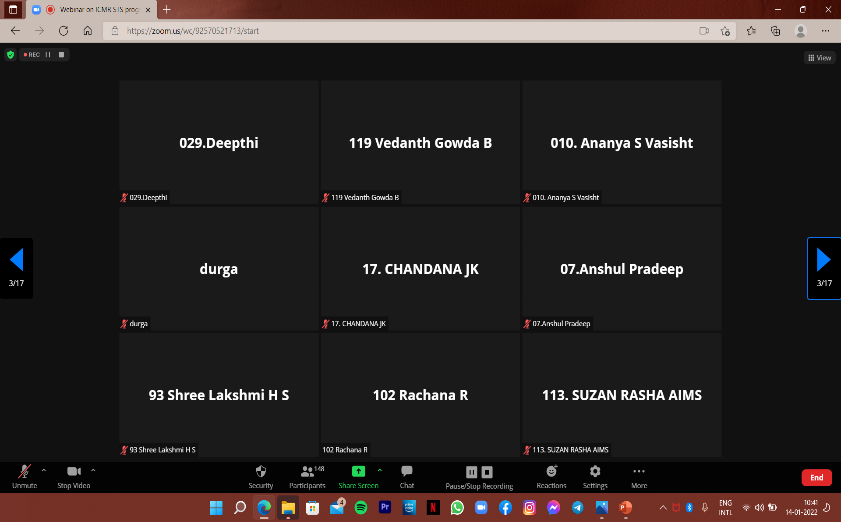 Webinar on ICMR STS prog
https://zoom.us/wc/92570521713/start
REC
View
029.Deepthi
119 Vedanth Gowda B
010. Ananya S Vasisht
029.Deepthi
119 Vedanth Gowda B
010. Ananya S Vasisht
durga
17. CHANDANA JK
07.Anshul Pradeep
3/17
3/17
durga
17. CHANDANA JK
07.Anshul Pradeep
93 Shree Lakshmi H S
102 Rachana R
113. SUZAN RASHA AIMS
93 Shree Lakshmi H S
102 Rachana R
113. SUZAN RASHA AIMS
148
Unmute
Stop Video
Security
Participants
Share Screen
Chat
Pause/Stop Recording
Reactions
Settings
More
End
4
Pr
N
ENG
INTL
10:41
14-01-2022